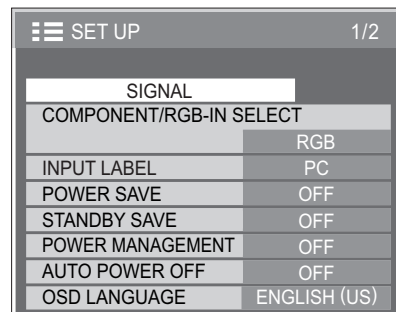 SET UP 1/2
SIGNAL
COMPONENT/RGB-IN SELECT
RGB
INPUT LABEL PC
POWER SAVE OFF
STANDBY SAVE OFF
POWER MANAGEMENT OFF
AUTO POWER OFF OFF
OSD LANGUAGE ENGLISH (US)